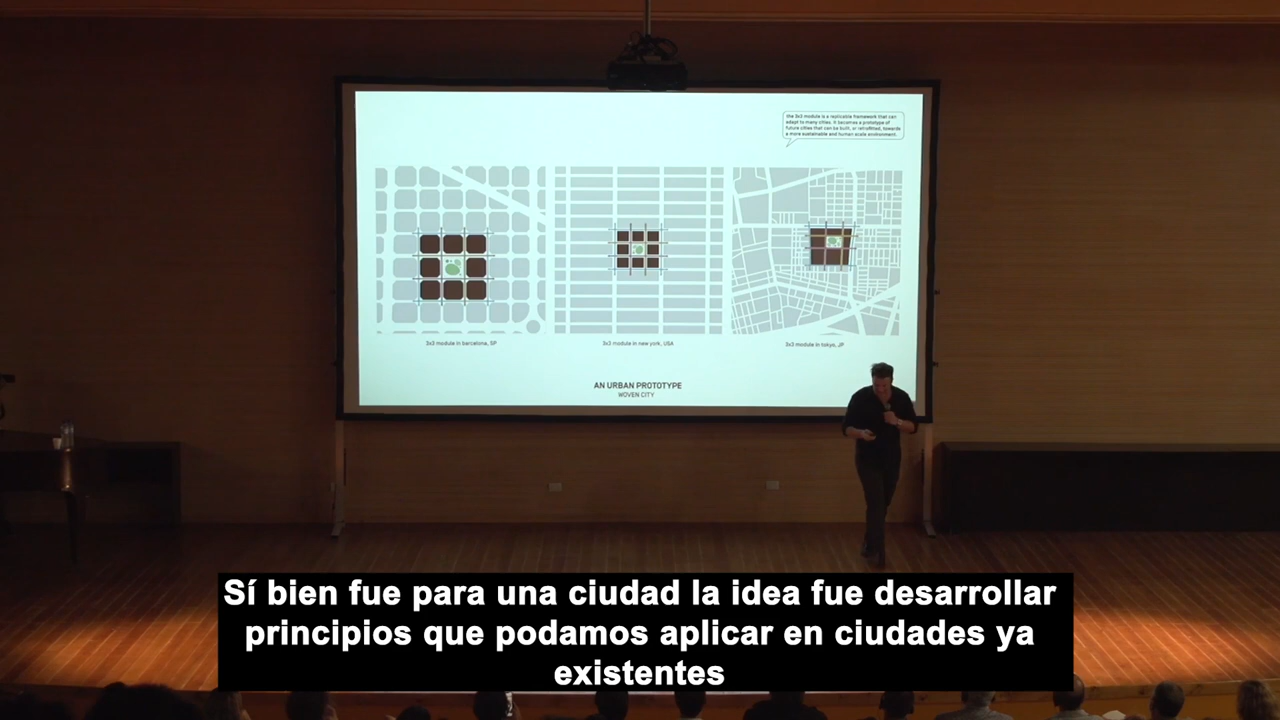 the 3x3 module is a replicable framework that can
adapt to many cities. it becomes a prototype of
future cities that can be built, or retrofitted, towards
a more sustainable and human scale environment.
3x3 module in barcelona, SP
3x3 module in new york, USA
3x3 module in tokyo, JP
AN URBAN PROTOTYPE
WOVEN CITY
Sí bien fue para una ciudad la idea fue desarrollar
principios que podamos aplicar en ciudades ya
existentes